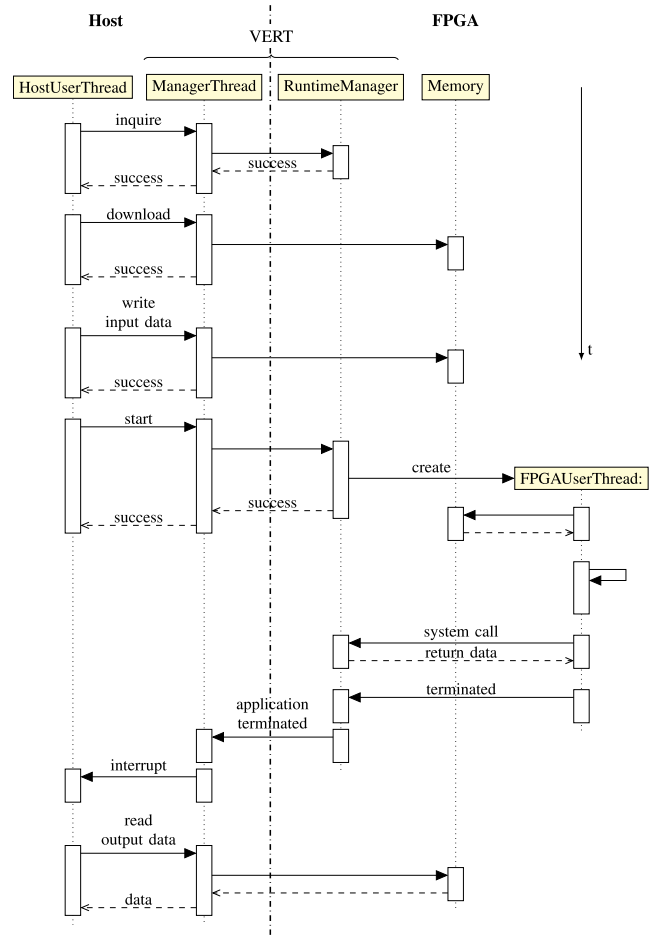 Host
FPGA
VERT
HostUserThread
ManagerThread
RuntimeManager
Memory
inquire
success
success
download
success
write
input data
t
success
start
create
FPGAUserThread:
success
success
system call
return data
terminated
application
terminated
interrupt
read
output data
data